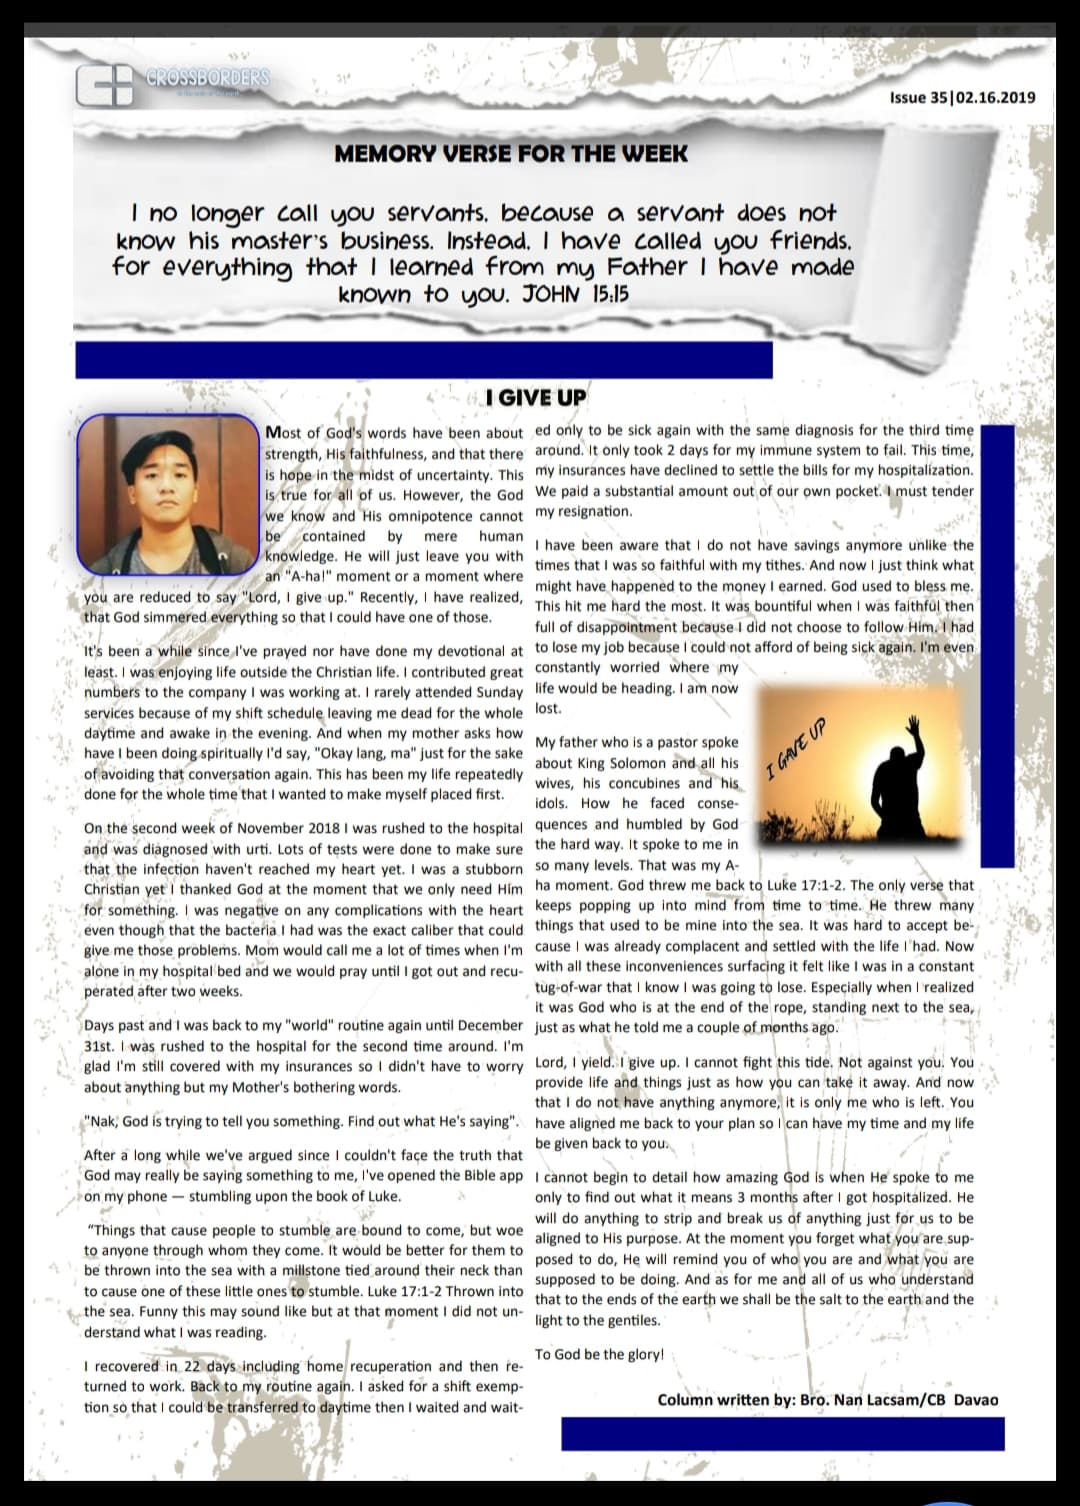 CROSSBORDERS
Issue 35|02.16.2019
MEMORY VERSE FOR THE WEEK
I no longer call you servants, because a servant does not
know his master's business. Instead, I have called you friends,
for everything that I learned from my Father I have made
known to you. JOHN 15:15
I GIVE UP
Most of God's words have been about
strength, His faithfulness, and that there
is hope in the midst of uncertainty. This
is true for all of us. However, the God
we know and His omnipotence cannot
be contained by mere human
knowledge. He will just leave you with
an "A-ha!" moment or a moment where
you are reduced to say "Lord, I give up." Recently, I have realized,
that God simmered everything so that I could have one of those.
It's been a while since I've prayed nor have done my devotional at
least. I was enjoying life outside the Christian life. I contributed great
numbers to the company I was working at. I rarely attended Sunday
services because of my shift schedule leaving me dead for the whole
daytime and awake in the evening. And when my mother asks how
have I been doing spiritually I'd say, "Okay lang, ma" just for the sake
of avoiding that conversation again. This has been my life repeatedly
done for the whole time that I wanted to make myself placed first.
On the second week of November 2018 I was rushed to the hospital
and was diagnosed with urti. Lots of tests were done to make sure
that the infection haven't reached my heart yet. I was a stubborn
Christian yet I thanked God at the moment that we only need Him
for something. I was negative on any complications with the heart
even though that the bacteria I had was the exact caliber that could
give me those problems. Mom would call me a lot of times when I'm
alone in my hospital bed and we would pray until I got out and recu-
perated after two weeks.
Days past and I was back to my "world" routine again until December
31st. I was rushed to the hospital for the second time around. I'm
glad I'm still covered with my insurances so I didn't have to worry
about anything but my Mother's bothering words.
"Nak, God is trying to tell you something. Find out what He's saying".
After a long while we've argued since I couldn't face the truth that
God may really be saying something to me, I've opened the Bible app
on my phone — stumbling upon the book of Luke.
"Things that cause people to stumble are bound to come, but woe
to anyone through whom they come. It would be better for them to
be thrown into the sea with a millstone tied around their neck than
to cause one of these little ones to stumble. Luke 17:1-2 Thrown into
the sea. Funny this may sound like but at that moment I did not un-
derstand what I was reading.
I recovered in 22 days including home recuperation and then re-
turned to work. Back to my routine again. I asked for a shift exemp-
tion so that I could be transferred to daytime then I waited and wait-
ed only to be sick again with the same diagnosis for the third time
around. It only took 2 days for my immune system to fail. This time,
my insurances have declined to settle the bills for my hospitalization.
We paid a substantial amount out of our own pocket. I must tender
my resignation.
I have been aware that I do not have savings anymore unlike the
times that I was so faithful with my tithes. And now I just think what
might have happened to the money I earned. God used to bless me.
This hit me hard the most. It was bountiful when I was faithful then
full of disappointment because I did not choose to follow Him. I had
to lose my job because I could not afford of being sick again. I'm even
constantly worried where my
life would be heading. I am now
lost.
I GAVE UP
My father who is a pastor spoke
about King Solomon and all his
wives, his concubines and his
idols. How he faced conse-
quences and humbled by God
the hard way. It spoke to me in
so many levels. That was my A-
ha moment. God threw me back to Luke 17:1-2. The only verse that
keeps popping up into mind from time to time. He threw many
things that used to be mine into the sea. It was hard to accept be-
cause I was already complacent and settled with the life I had. Now
with all these inconveniences surfacing it felt like I was in a constant
tug-of-war that I know I was going to lose. Especially when I realized
it was God who is at the end of the rope, standing next to the sea,
just as what he told me a couple of months ago.
Lord, I yield. I give up. I cannot fight this tide. Not against you. You
provide life and things just as how you can take it away. And now
that I do not have anything anymore, it is only me who is left. You
have aligned me back to your plan so I can have my time and my life
be given back to you.
I cannot begin to detail how amazing God is when He spoke to me
only to find out what it means 3 months after I got hospitalized. He
will do anything to strip and break us of anything just for us to be
aligned to His purpose. At the moment you forget what you are sup-
posed to do, He will remind you of who you are and what you are
supposed to be doing. And as for me and all of us who understand
that to the ends of the earth we shall be the salt to the earth and the
light to the gentiles.
To God be the glory!
Column written by: Bro. Nan Lacsam/CB Davao